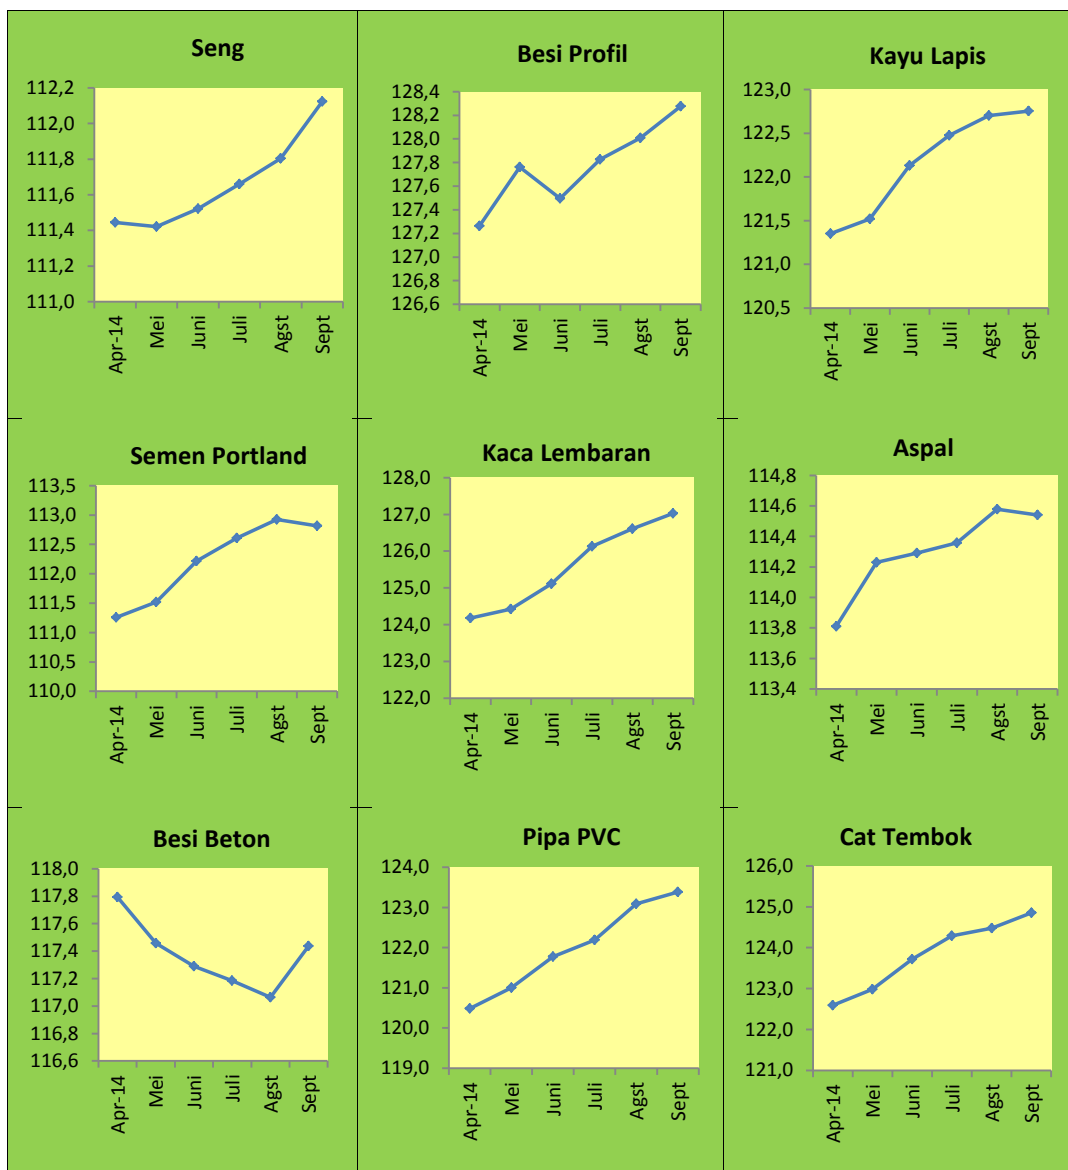 Seng
112,2
112,0
111,8
111,6
111,4
111,2
111,0
Apr-14
Mei
Juni
Juli
Agst
Sept
Besi Profil
128,4
128,2
128,0
127,8
127,6
127,4
127,2
127,0
126,8
126,6
Apr-14
Mei
Juni
Juli
Agst
Sept
Kayu Lapis
123,0
122,5
122,0
121,5
121,0
120,5
Apr-14
Mei
Juni
Juli
Agst
Sept
Semen Portland
113,5
113,0
112,5
112,0
111,5
111,0
110,5
110,0
Apr-14
Mei
Juni
Juli
Agst
Sept
Kaca Lembaran
128,0
127,0
126,0
125,0
124,0
123,0
122,0
Apr-14
Mei
Juni
Juli
Agst
Sept
Aspal
114,8
114,6
114,4
114,2
114,0
113,8
113,6
113,4
Apr-14
Mei
Juni
Juli
Agst
Sept
Besi Beton
118,0
117,8
117,6
117,4
117,2
117,0
116,8
116,6
Apr-14
Mei
Juni
Juli
Agst
Sept
Pipa PVC
124,0
123,0
122,0
121,0
120,0
119,0
Apr-14
Mei
Juni
Juli
Agst
Sept
Cat Tembok
126,0
125,0
124,0
123,0
122,0
121,0
Apr-14
Mei
Juni
Juli
Agst
Sept